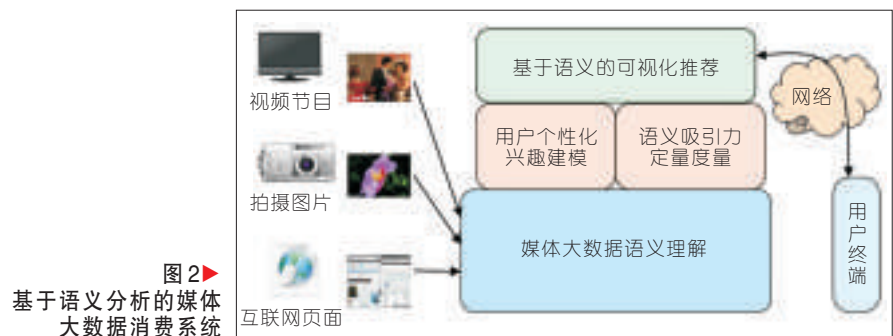 视频节目
拍摄图片
互联网页面
基于语义的可视化推荐
用户个性化
兴趣建模
语义吸引力
定量度量
媒体大数据语义理解
网络
用
户
终
端
图2▶
基于语义分析的媒体
大数据消费系统